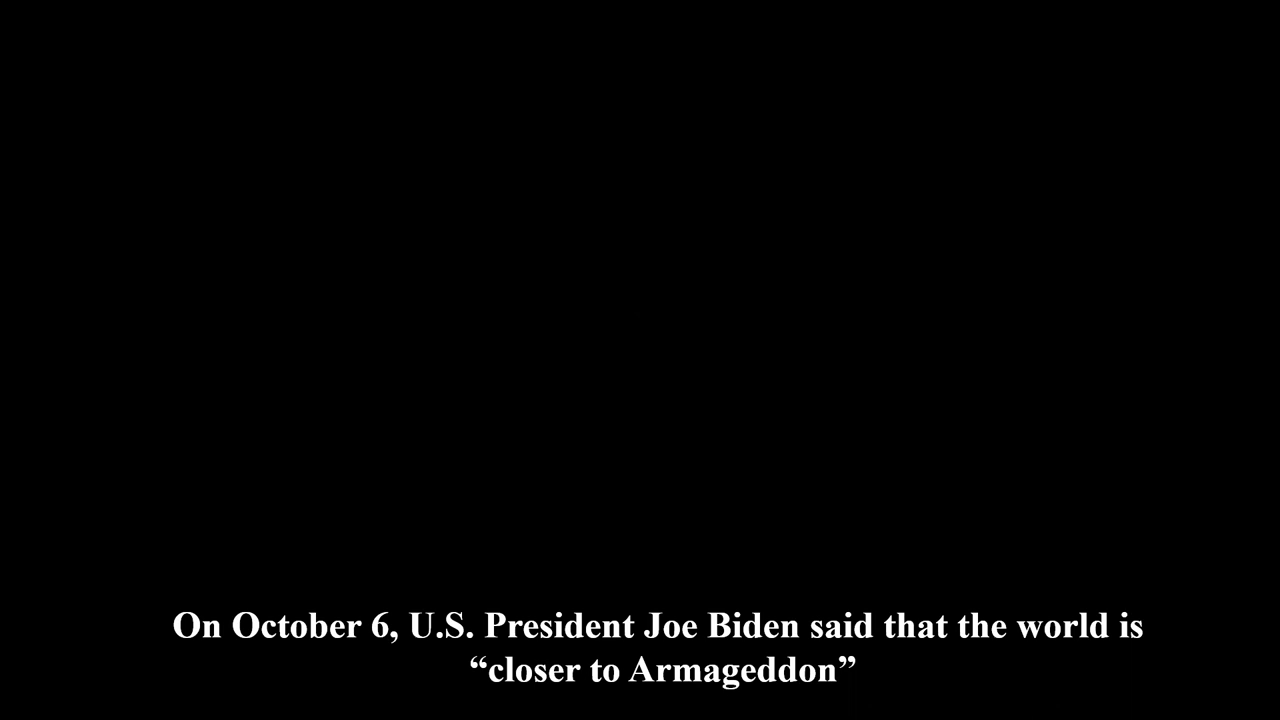 On October 6, U.S. President Joe Biden said that the world is
“closer to Armageddon”